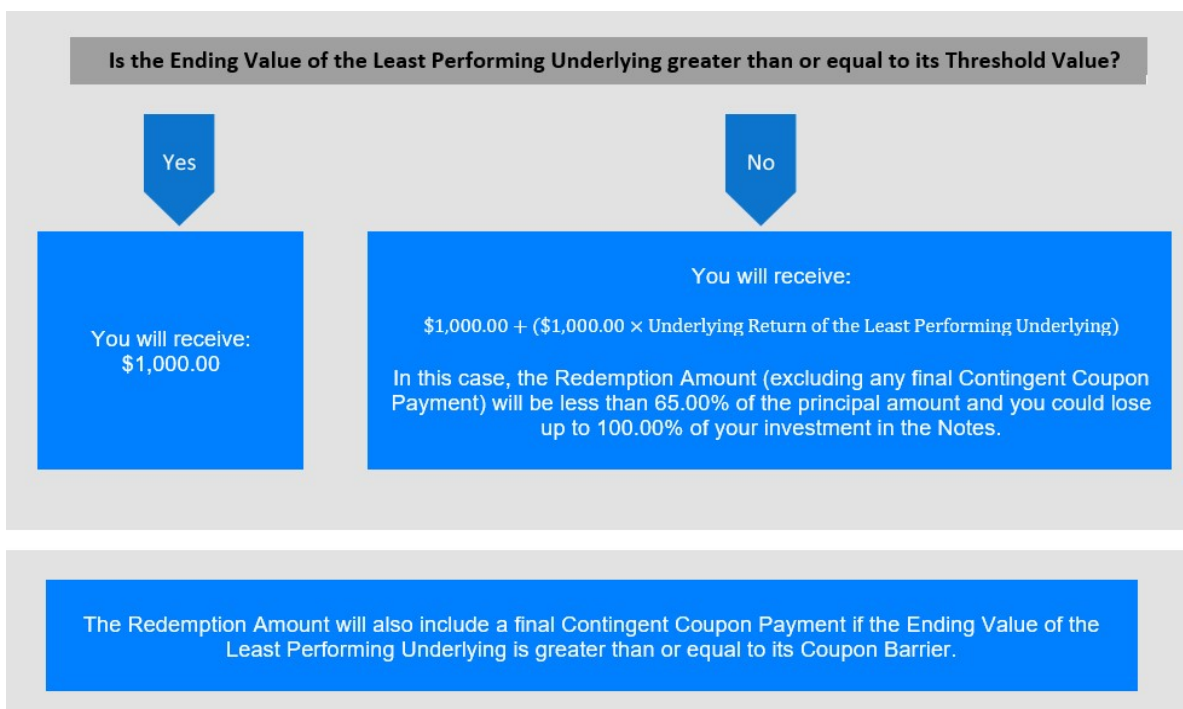 Is the Ending Value of the Least Performing Underlying greater than or equal to its Threshold Value?
Yes
No
You will receive:
$1,000.00
You will receive:
$1,000.00 + ($1,000.00 × Underlying Return of the Least Performing Underlying)
In this case, the Redemption Amount (excluding any final Contingent Coupon
Payment) will be less than 65.00% of the principal amount and you could lose
up to 100.00% of your investment in the Notes.
The Redemption Amount will also include a final Contingent Coupon Payment if the Ending Value of the
Least Performing Underlying is greater than or equal to its Coupon Barrier.